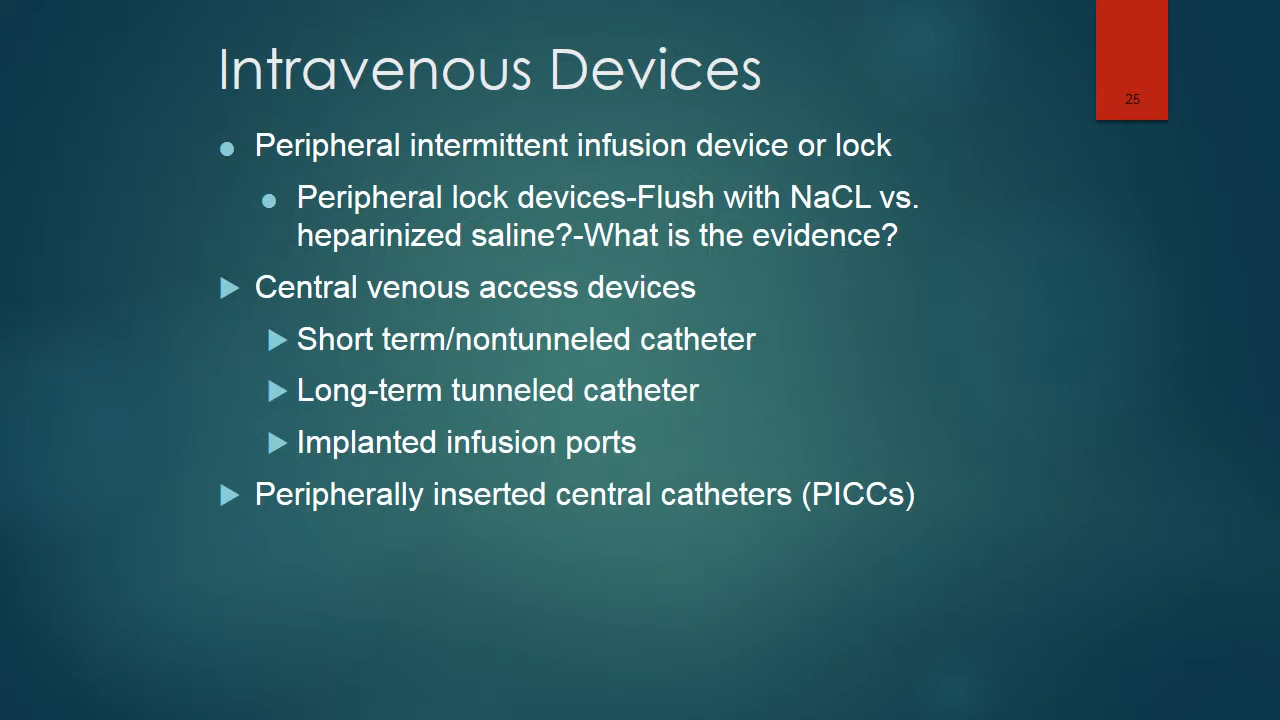 Intravenous Devices
25
Peripheral intermittent infusion device or lock
Peripheral lock devices-Flush with NaCL vs.
heparinized saline?-What is the evidence?
Central venous access devices
Short term/nontunneled catheter
Long-term tunneled catheter
Implanted infusion ports
Peripherally inserted central catheters (PICCs)